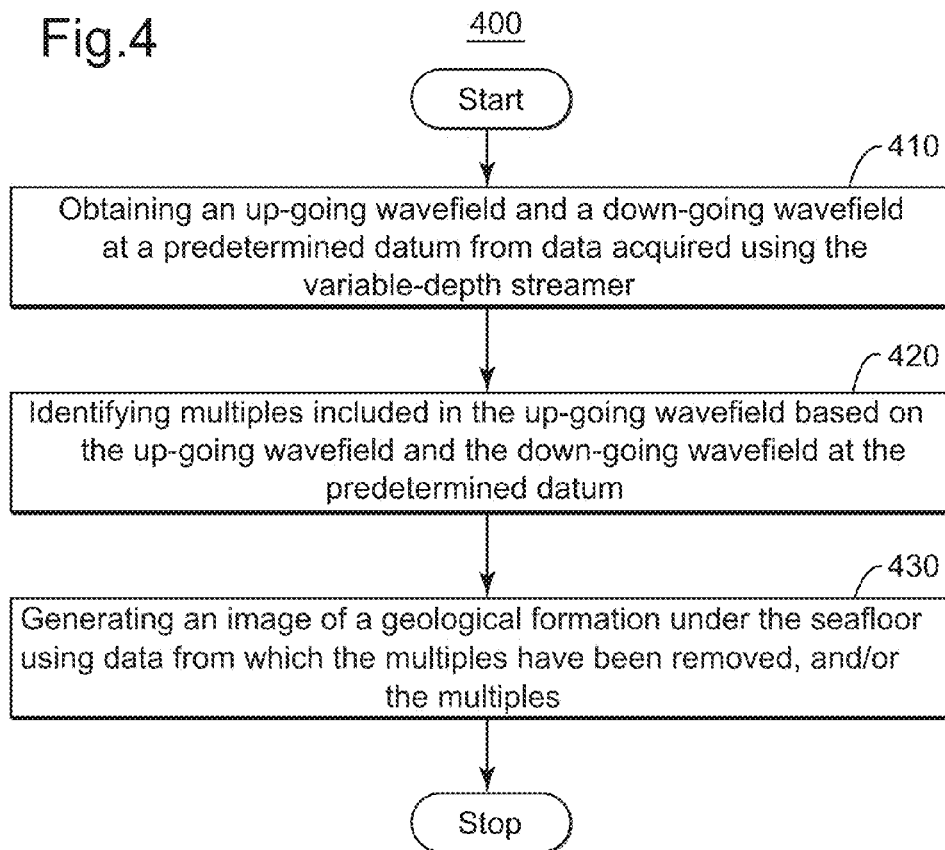 Fig.4
400
Start
410
Obtaining an up-going wavefield and a down-going wavefield
at a predetermined datum from data acquired using the
variable-depth streamer
420
Identifying multiples included in the up-going wavefield based on
the up-going wavefield and the down-going wavefield at the
predetermined datum
430
Generating an image of a geological formation under the seafloor
using data from which the multiples have been removed, and/or
the multiples
Stop